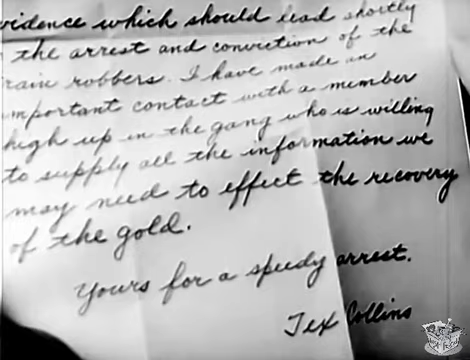 vidence which should lead shortly
the arrest and conviction of the
rain robbers. I have made an
important contact with a member
high up in the gang who is willing
to supply all the information we
may need to effect the recovery
of the gold.
Yours for a speedy arrest.
Tex Collins